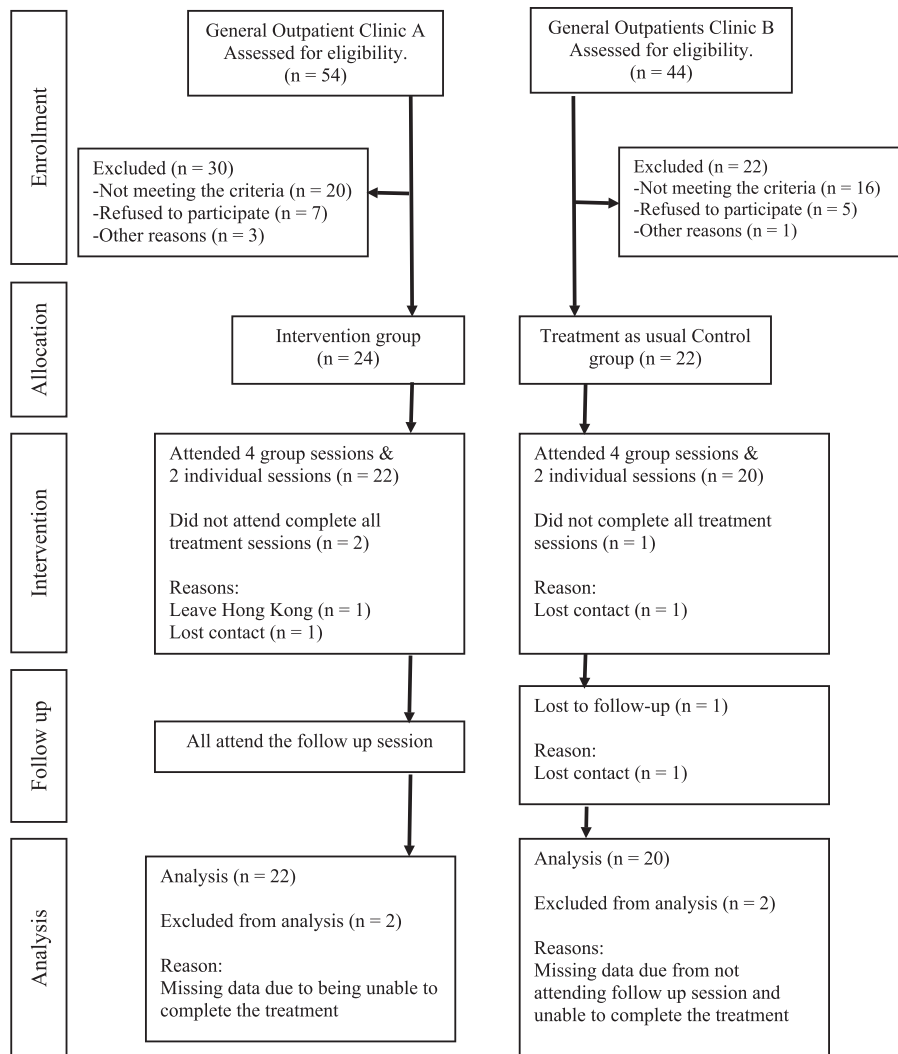 Enrollment
General Outpatient Clinic A
Assessed for eligibility.
(n = 54)
General Outpatients Clinic B
Assessed for eligibility.
(n = 44)
Excluded (n = 30)
-Not meeting the criteria (n = 20)
-Refused to participate (n = 7)
-Other reasons (n = 3)
Excluded (n = 22)
-Not meeting the criteria (n = 16)
-Refused to participate (n = 5)
-Other reasons (n = 1)
Allocation
Intervention group
(n = 24)
Treatment as usual Control
group (n = 22)
Intervention
Attended 4 group sessions &
2 individual sessions (n = 22)
Did not attend complete all
treatment sessions (n = 2)
Reasons:
Leave Hong Kong (n = 1)
Lost contact (n = 1)
Attended 4 group sessions &
2 individual sessions (n = 20)
Did not complete all treatment
sessions (n = 1)
Reason:
Lost contact (n = 1)
Follow up
All attend the follow up session
Lost to follow-up (n = 1)
Reason:
Lost contact (n = 1)
Analysis
Analysis (n = 22)
Excluded from analysis (n = 2)
Reason:
Missing data due to being unable to
complete the treatment
Analysis (n = 20)
Excluded from analysis (n = 2)
Reasons:
Missing data due from not
attending follow up session and
unable to complete the treatment